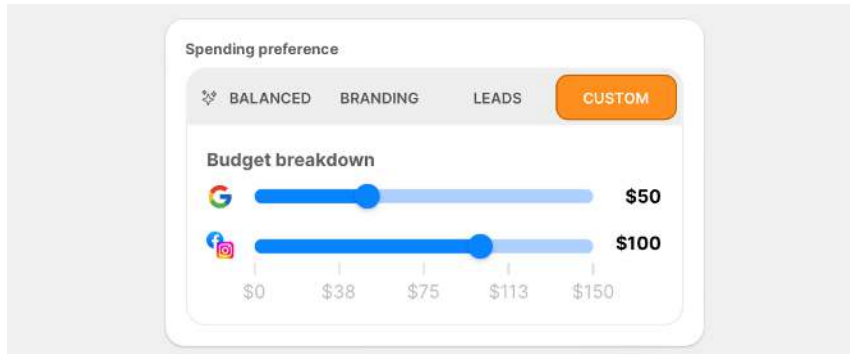 Spending preference
BALANCED BRANDING LEADS CUSTOM
Budget breakdown
$50
$100
$0 $38 $75 $113 $150